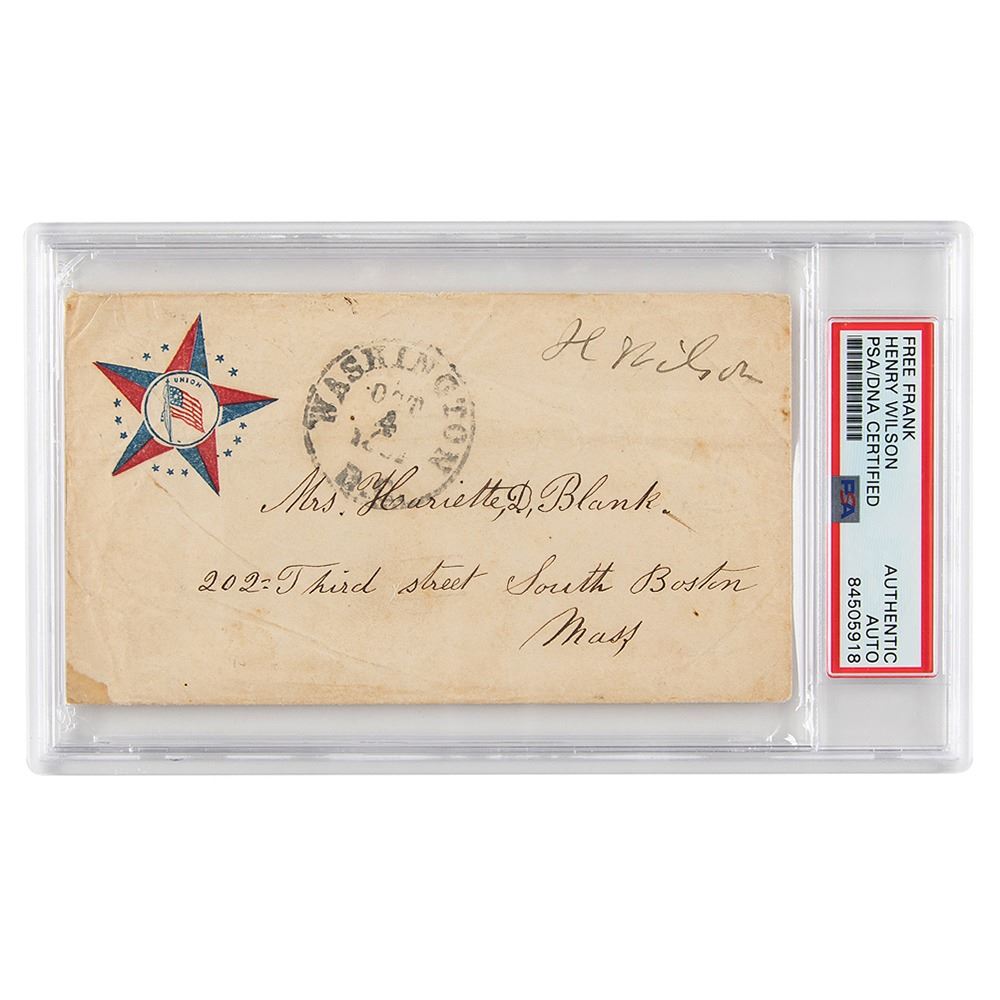 UNION
WASHINGTON
OCT
4
H Wilson
Mrs. Harriette, D, Blank.
202= Third street South Boston
Mass,
FREE FRANK
HENRY WILSON
PSA/DNA CERTIFIED
PSA
AUTHENTIC
AUTO
84505918